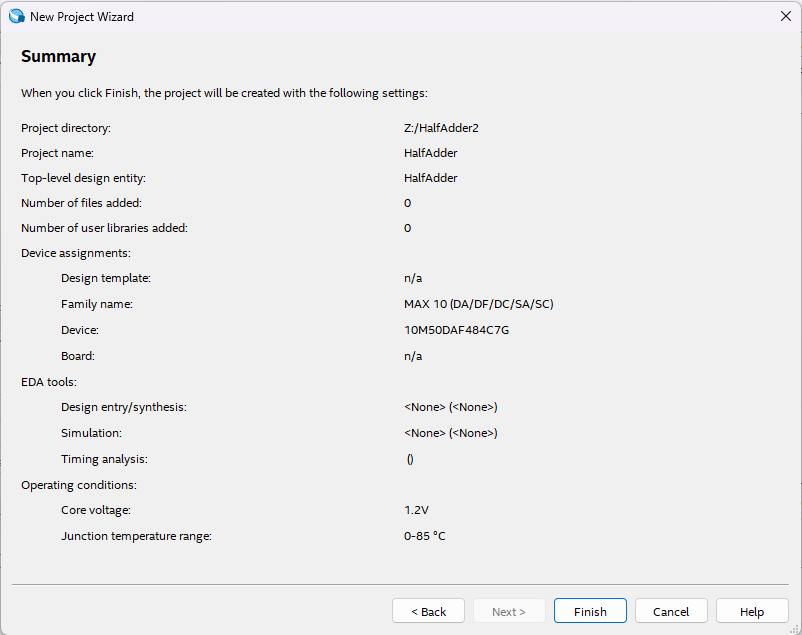 New Project Wizard
Summary
When you click Finish, the project will be created with the following settings:
Project directory: Z:/HalfAdder2
Project name: HalfAdder
Top-level design entity: HalfAdder
Number of files added: 0
Number of user libraries added: 0
Device assignments:
Design template: n/a
Family name: MAX 10 (DA/DF/DC/SA/SC)
Device: 10M50DAF484C7G
Board: n/a
EDA tools:
Design entry/synthesis: <None> (<None>)
Simulation: <None> (<None>)
Timing analysis: ()
Operating conditions:
Core voltage: 1.2V
Junction temperature range: 0-85 °C
< Back Next > Finish Cancel Help